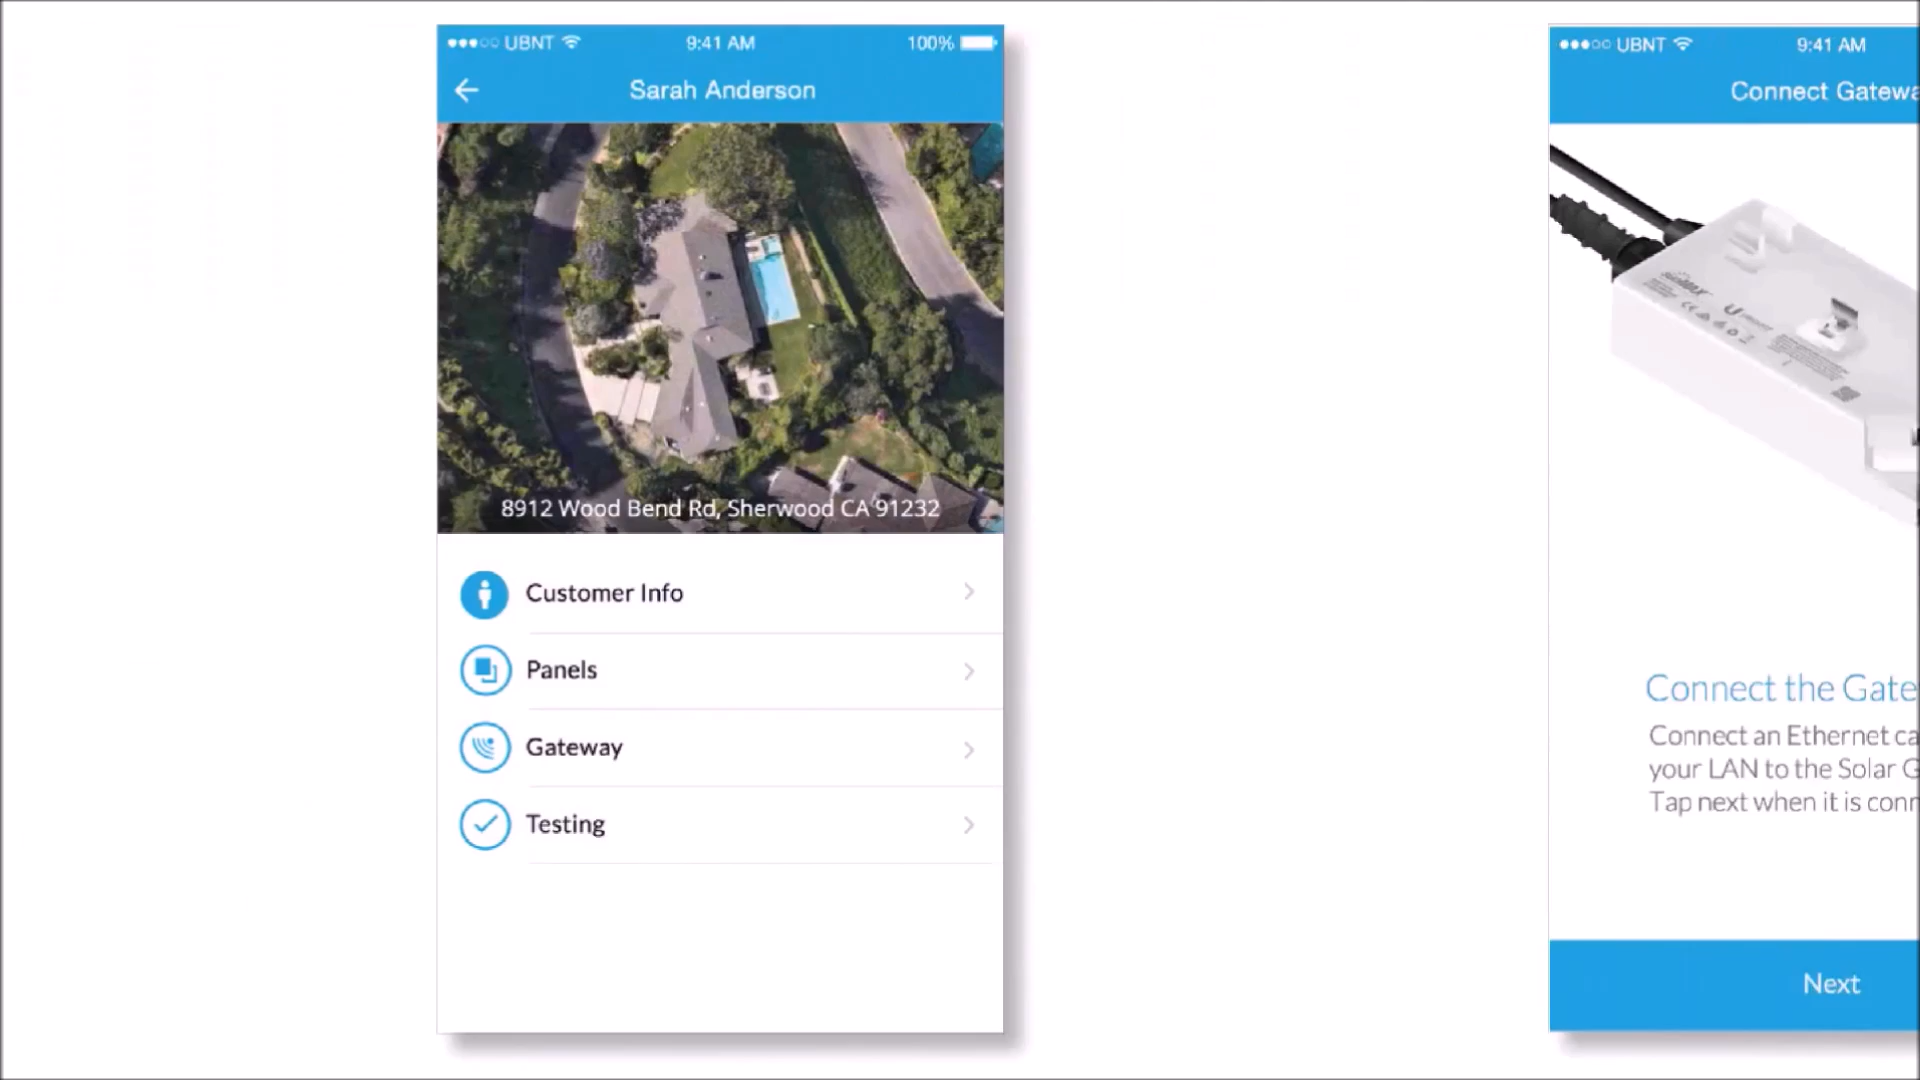 UBNT 9:41 AM 100%
Sarah Anderson
8912 Wood Bend Rd, Sherwood CA 91232
Customer Info
Panels
Gateway
Testing
UBNT 9:41 AM
Connect Gatewa
Connect the Gate
Connect an Ethernet ca
your LAN to the Solar G
Tap next when it is conn
Next